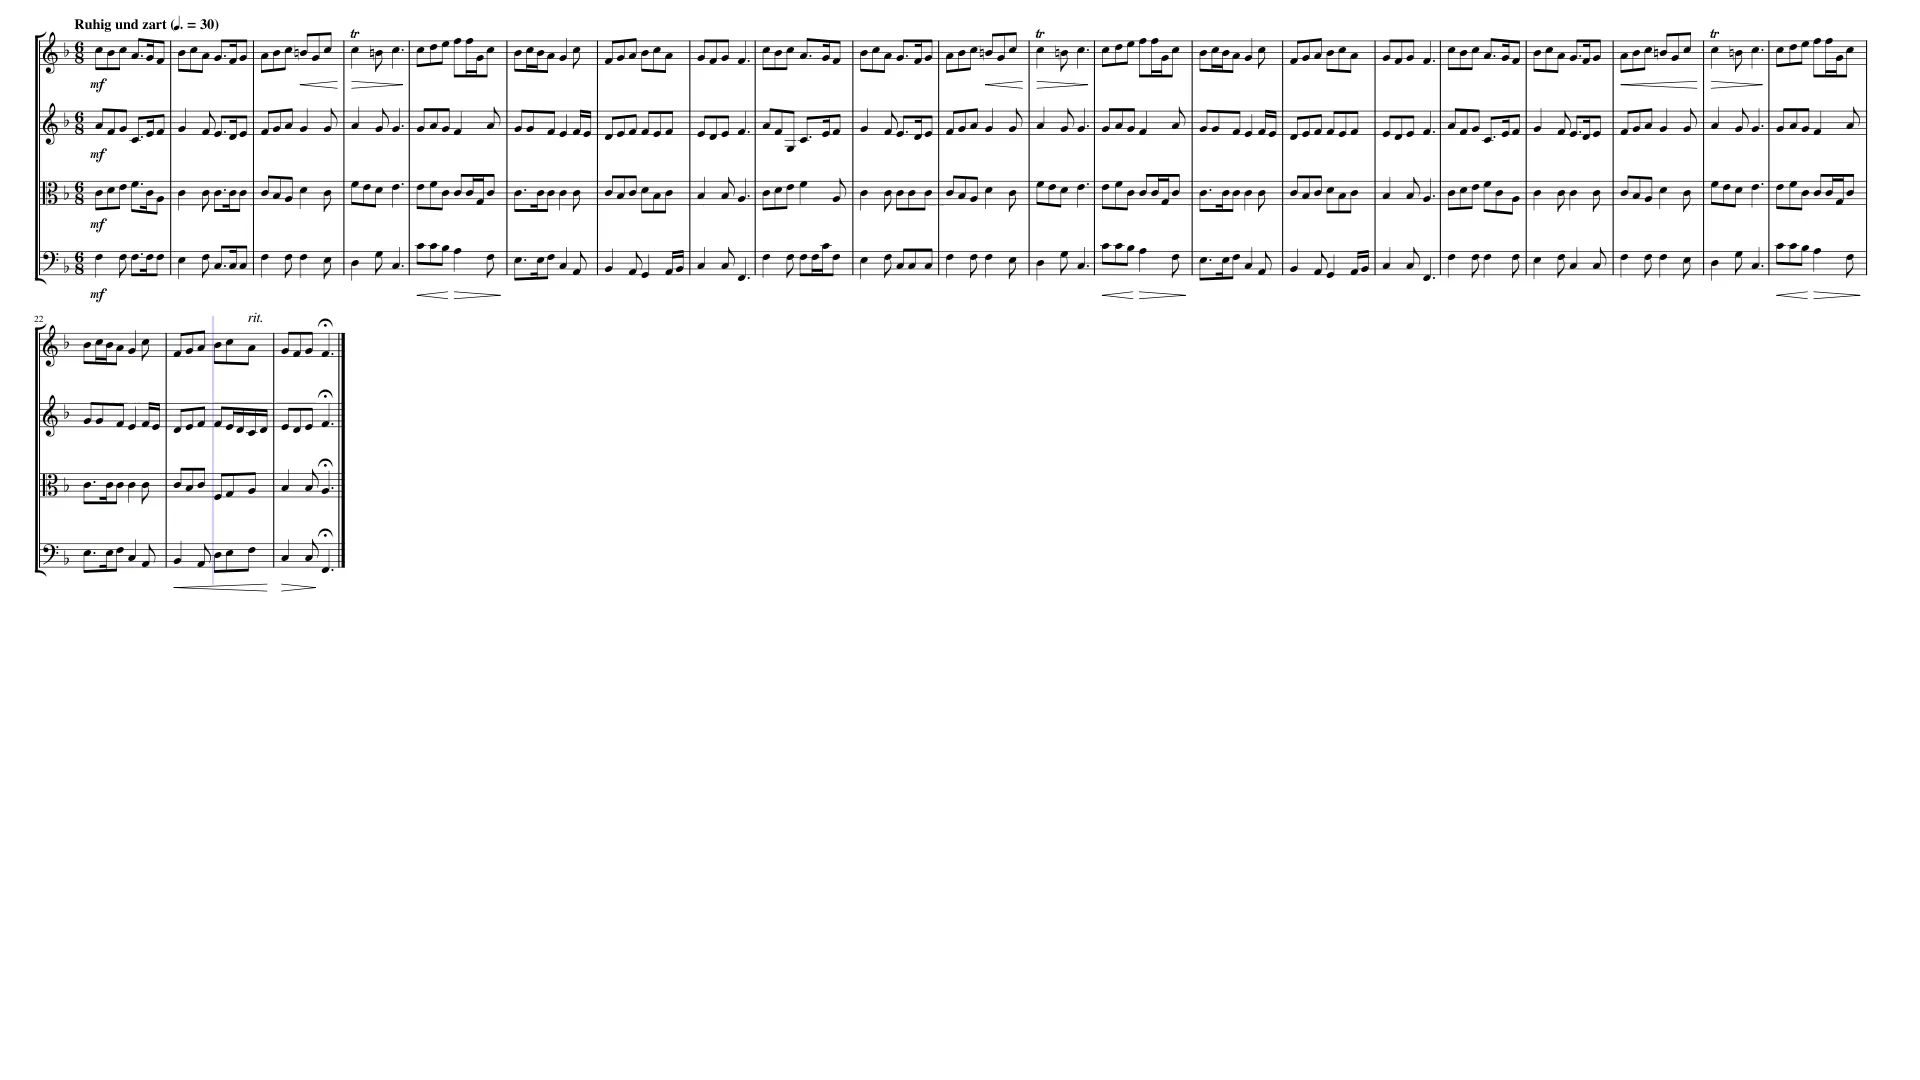 Ruhig und zart (𝅘𝅥. = 30)
tr tr tr
mf
mf
mf
mf
22
rit.